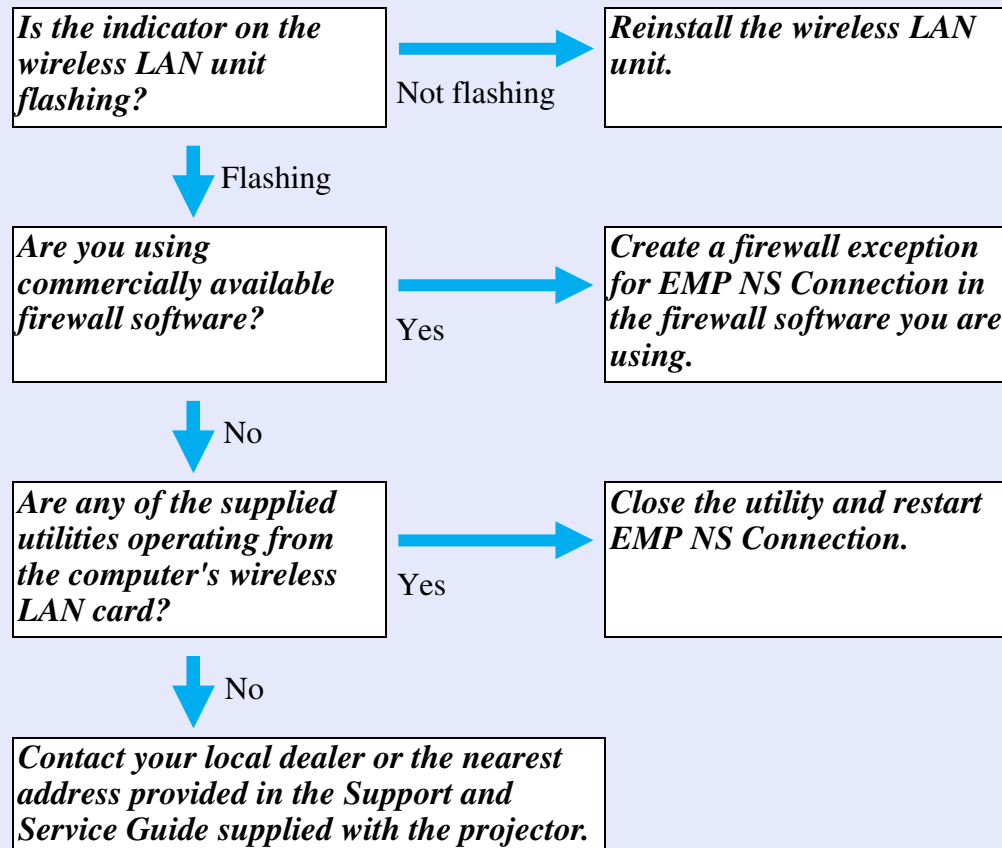 Is the indicator on the
wireless LAN unit
flashing?
Not flashing
Reinstall the wireless LAN
unit.
Flashing
Are you using
commercially available
firewall software?
Yes
Create a firewall exception
for EMP NS Connection in
the firewall software you are
using.
No
Are any of the supplied
utilities operating from
the computer's wireless
LAN card?
Yes
Close the utility and restart
EMP NS Connection.
No
Contact your local dealer or the nearest
address provided in the Support and
Service Guide supplied with the projector.